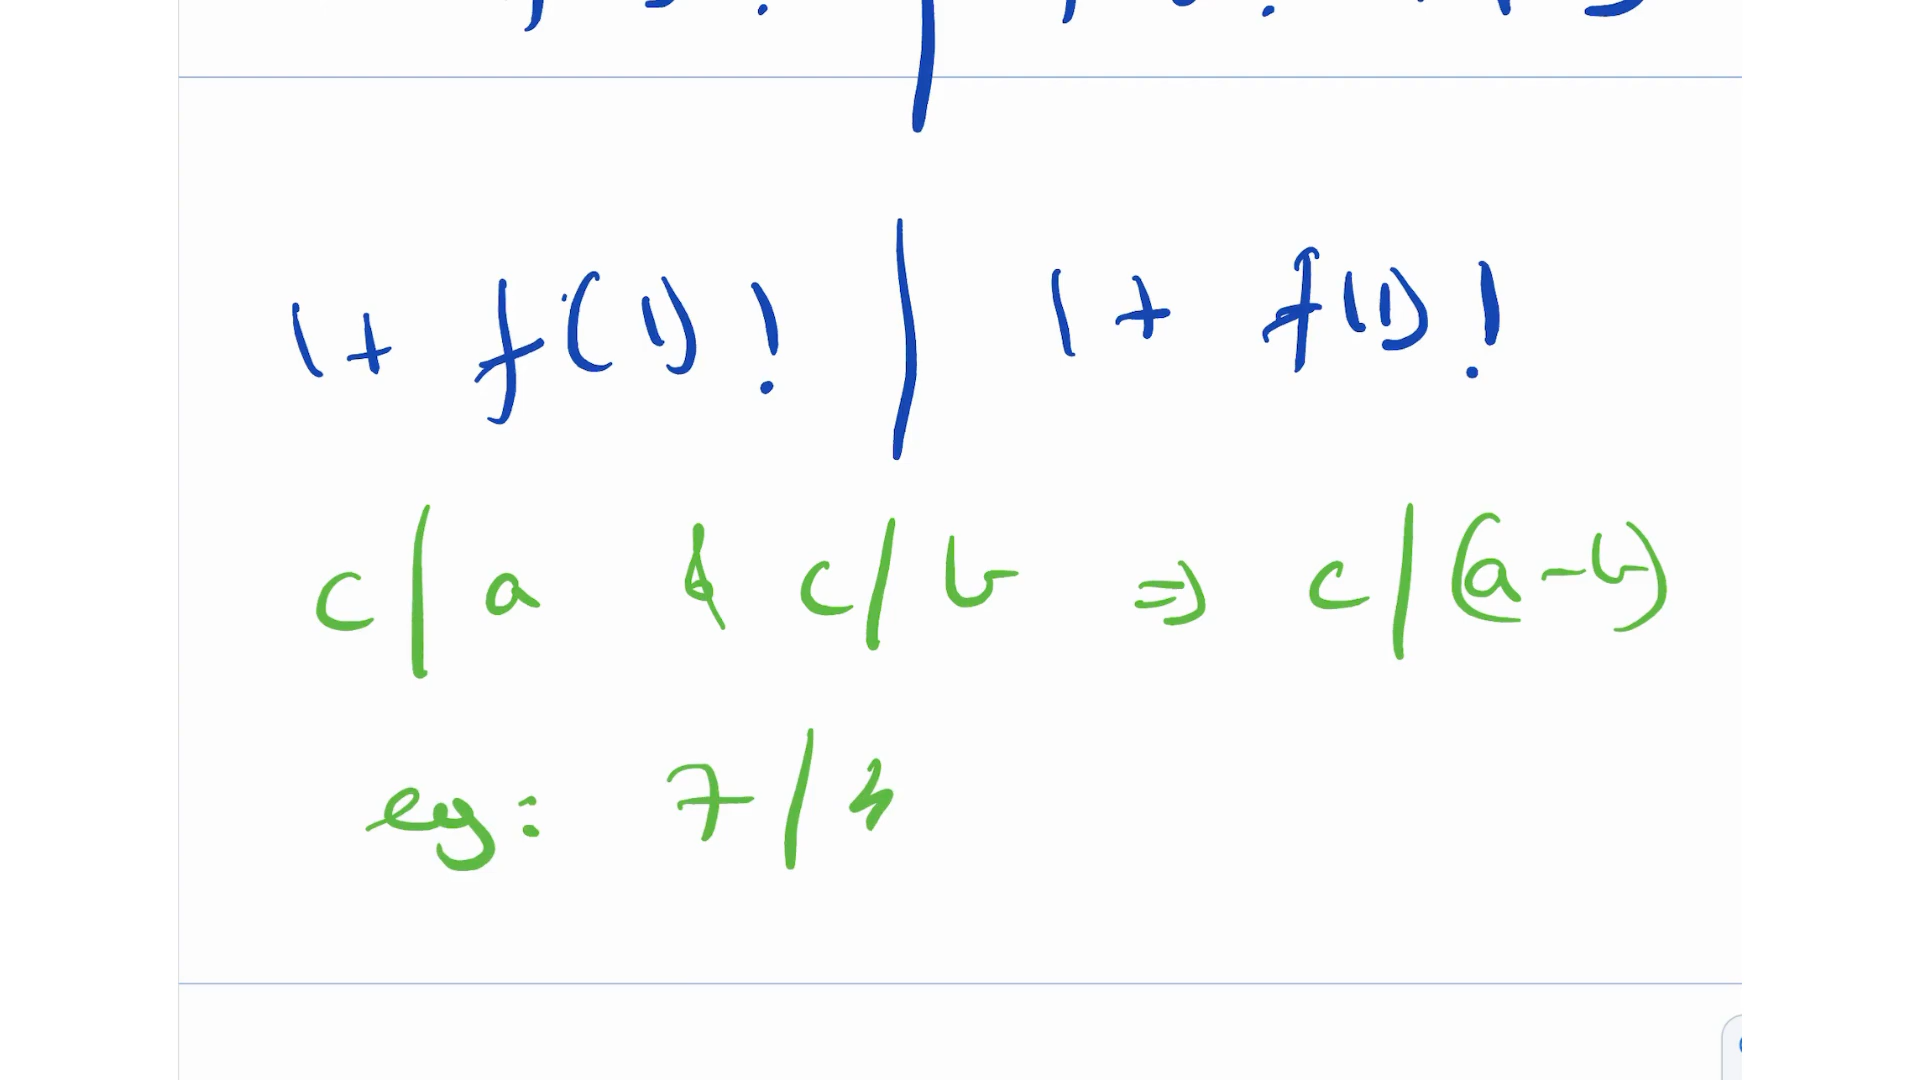 1 + f(1)! | 1 + f(1)!
c | a & c | b ⇒ c | (a - b)
eg: 7 |